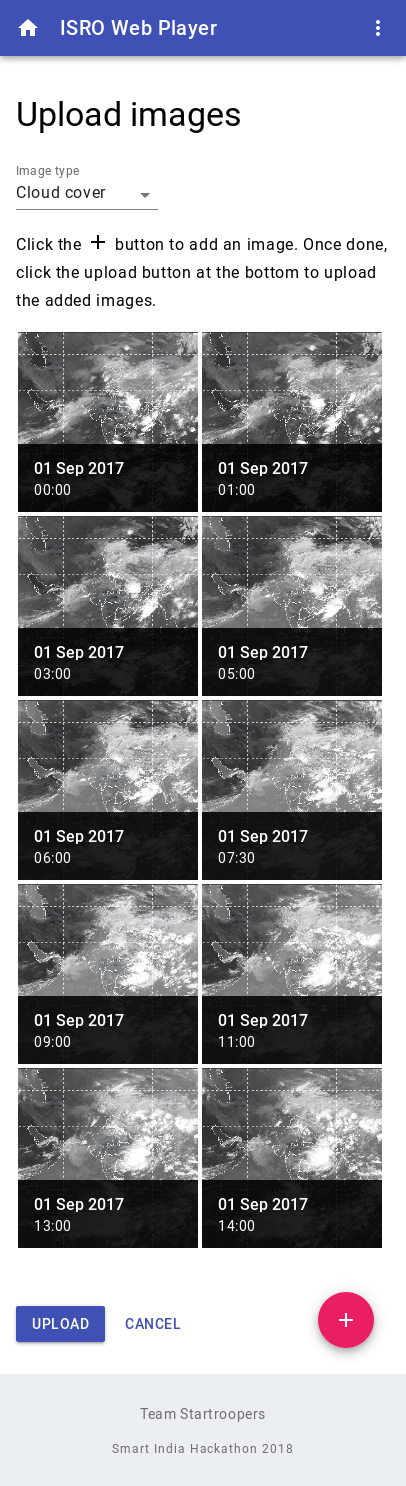 ISRO Web Player
Upload images
Image type
Cloud cover
Click the + button to add an image. Once done,
click the upload button at the bottom to upload
the added images.
01 Sep 2017
00:00
01 Sep 2017
01:00
01 Sep 2017
03:00
01 Sep 2017
05:00
01 Sep 2017
06:00
01 Sep 2017
07:30
01 Sep 2017
09:00
01 Sep 2017
11:00
01 Sep 2017
13:00
01 Sep 2017
14:00
UPLOAD
CANCEL
Team Startroopers
Smart India Hackathon 2018